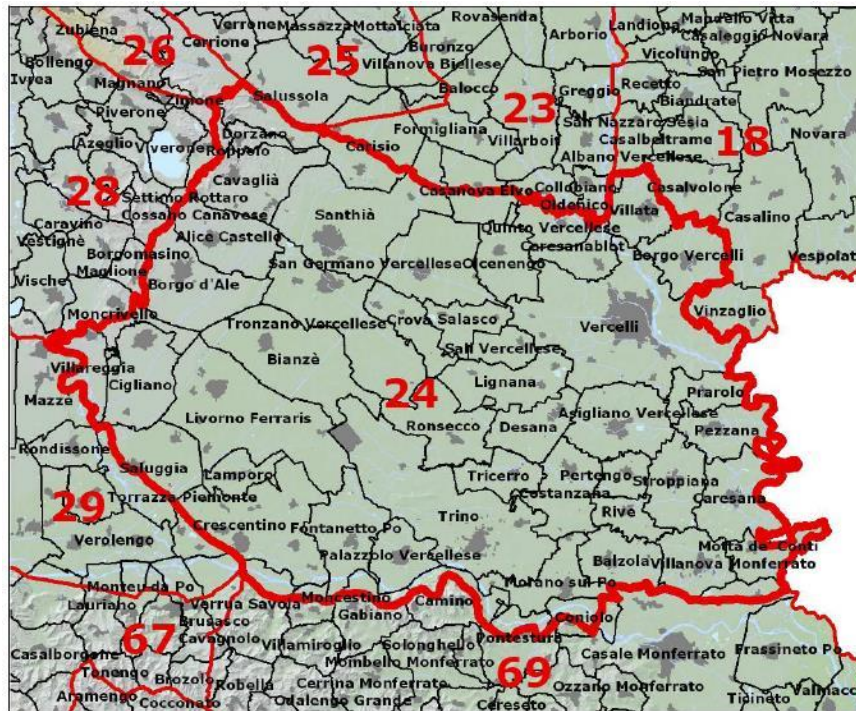 Zubiena
Verrone
Massazza
Mottalciata
Rovasenda
Arborio
Landiona
Mandello Vitta
Casaleggio Novara
26
Cerrione
25
Buronzo
Vicolungo
Bollengo
Ivrea
Villanova Biellese
San Pietro Mosezzo
Magnano
Zimone
Salussola
Balocco
23
Greggio
Recetto
Biandrate
Piverone
Dorzano
Formigliana
San Nazzaro Sesia
18
Novara
Azeglio
Viverone
Roppolo
Carisio
Villarboit
Casalbeltrame
Albano Vercellese
28
Cavaglià
Settimo Rottaro
Casanova Elvo
Collobiano
Oldenico
Villata
Casalvolone
Caravino
Cossano Canavese
Santhià
Casalino
Vestignè
Alice Castello
Quinto Vercellese
Caresanablot
Borgomasino
Maglione
San Germano Vercellese
Olcenengo
Borgo Vercelli
Vespolat
Vische
Borgo d'Ale
Moncrivello
Tronzano Vercellese
Crova
Salasco
Vercelli
Vinzaglio
Villareggia
Cigliano
Bianzè
San Vercellese
Mazzè
24
Lignana
Prarolo
Livorno Ferraris
Ronsecco
Desana
Asigliano Vercellese
Pezzana
Rondissone
Saluggia
Lamporo
Tricerro
Pertengo
Costanzana
Stroppiana
Caresana
29
Torrazza Piemonte
Crescentino
Fontanetto Po
Trino
Rive
Verolengo
Palazzolo Vercellese
Balzola
Villanova Monferrato
Motta de' Conti
Monteu da Po
Lauriano
Verrua Savoia
Moncestino
Gabiano
Camino
Morano sul Po
Coniolo
67
Brusasco
Cavagnolo
Villamiroglio
Solonghello
Pontestura
Casale Monferrato
Frassineto Po
Casalborgone
Tonengo
Brozolo
Robella
Mombello Monferrato
Cerrina Monferrato
69
Ozzano Monferrato
Aramengo
Cocconato
Odalengo Grande
Cereseto
Ticineto
Valmacc